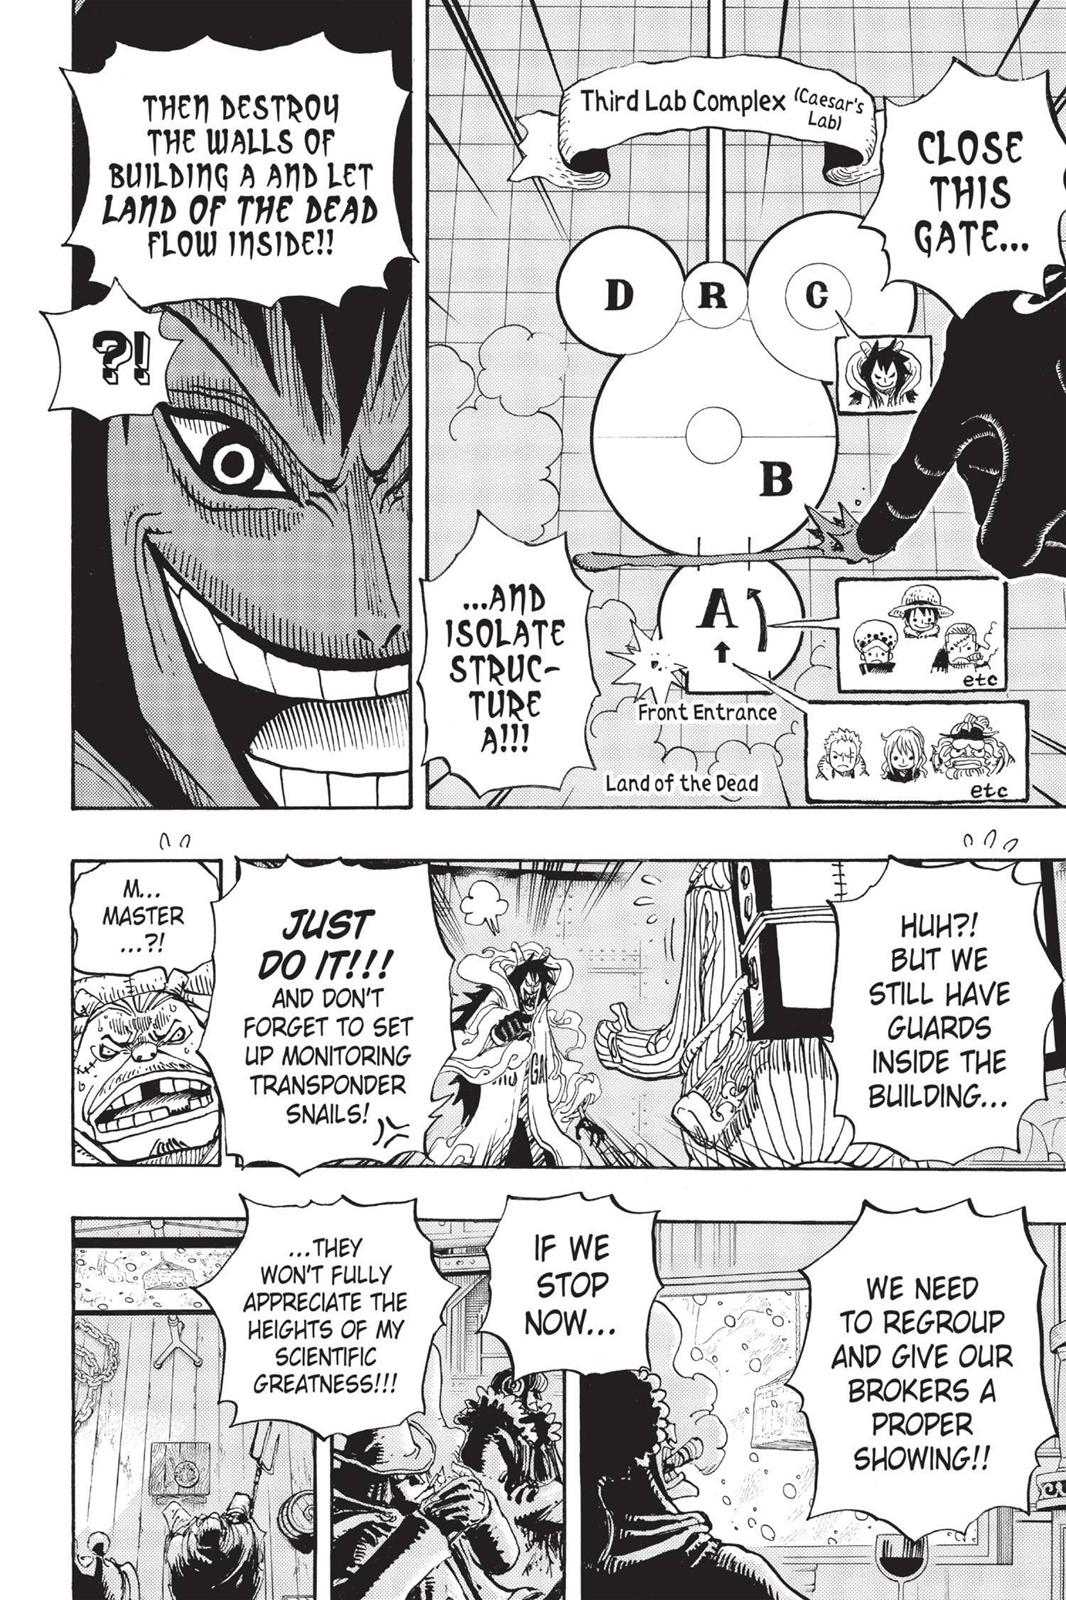 Third Lab Complex (Caesar's
Lab)
CLOSE
THIS
GATE...
D
R
C
B
A
etc
Front Entrance
etc
Land of the Dead
...AND
ISOLATE
STRUC-
TURE
A!!!
THEN DESTROY
THE WALLS OF
BUILDING A AND LET
LAND OF THE DEAD
FLOW INSIDE!!
?!
HUH?!
BUT WE
STILL HAVE
GUARDS
INSIDE THE
BUILDING...
JUST
DO IT!!!
AND DON'T
FORGET TO SET
UP MONITORING
TRANSPONDER
SNAILS!
GA
M...
MASTER
...?!
WE NEED
TO REGROUP
AND GIVE OUR
BROKERS A
PROPER
SHOWING!!
IF WE
STOP
NOW...
...THEY
WON'T FULLY
APPRECIATE THE
HEIGHTS OF MY
SCIENTIFIC
GREATNESS!!!